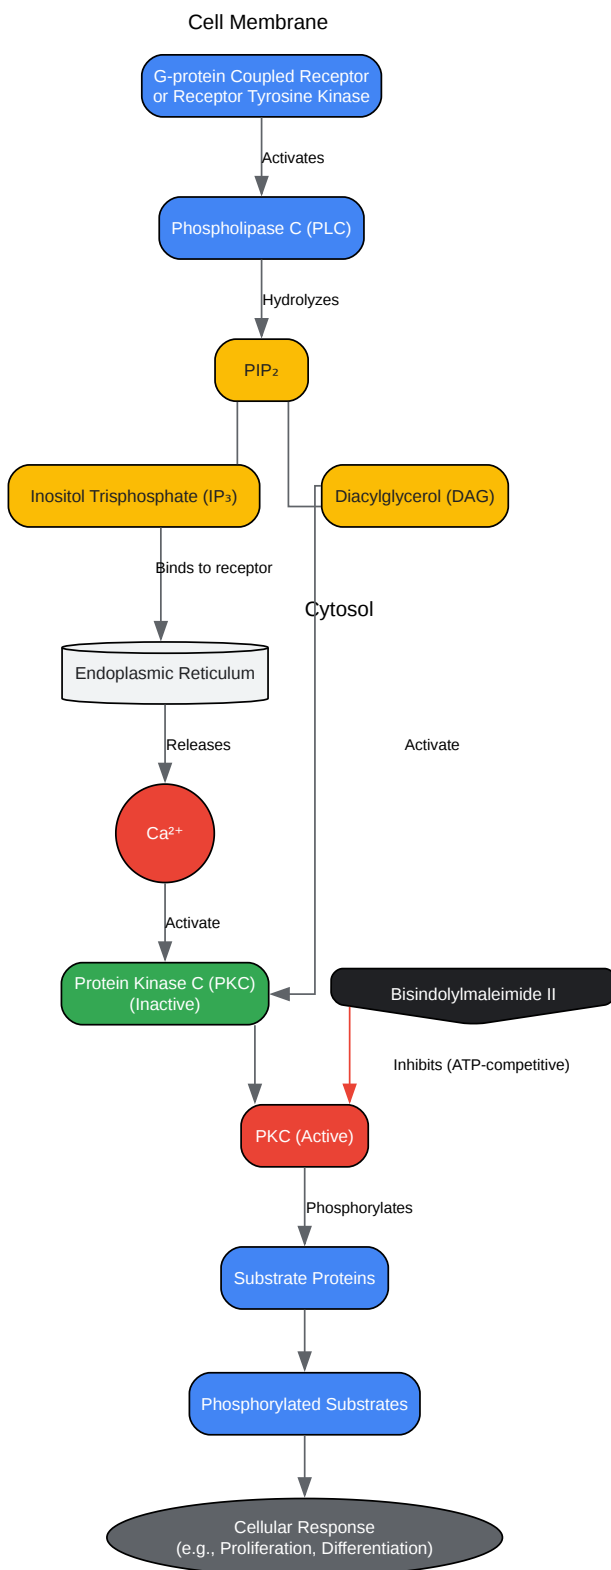 Cell Membrane
G-protein Coupled Receptor
or Receptor Tyrosine Kinase
Activates
Phospholipase C (PLC)
Hydrolyzes
PIP₂
Inositol Trisphosphate (IP₃)
Diacylglycerol (DAG)
Binds to receptor
Cytosol
Endoplasmic Reticulum
Releases
Activate
Ca²⁺
Activate
Protein Kinase C (PKC)
(Inactive)
Bisindolylmaleimide II
Inhibits (ATP-competitive)
PKC (Active)
Phosphorylates
Substrate Proteins
Phosphorylated Substrates
Cellular Response
(e.g., Proliferation, Differentiation)